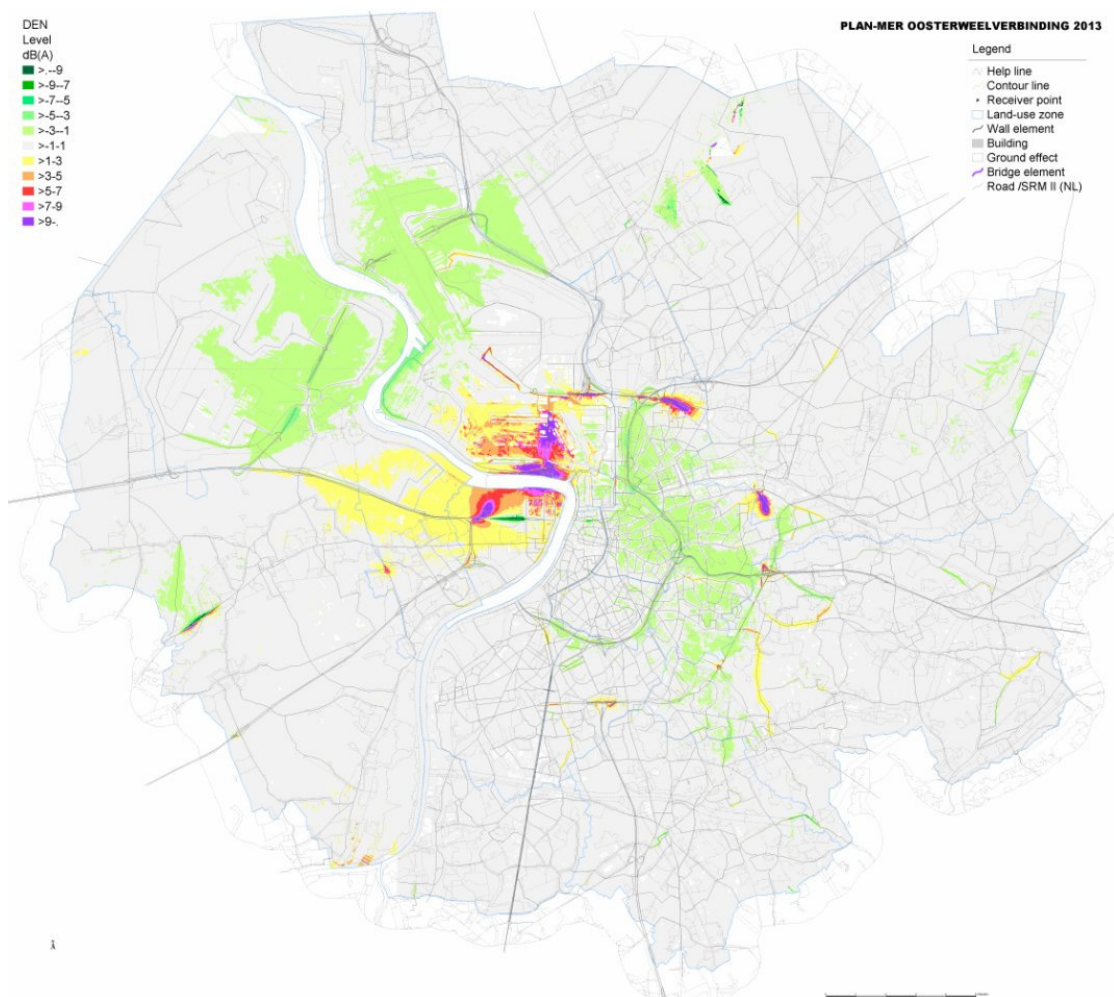 DEN
Level
dB(A)
>.--9
>-9--7
>-7--5
>-5--3
>-3--1
>-1-1
>1-3
>3-5
>5-7
>7-9
>9-.
PLAN-MER OOSTERWEELVERBINDING 2013
Legend
Help line
Contour line
Receiver point
Land-use zone
Wall element
Building
Ground effect
Bridge element
Road /SRM II (NL)